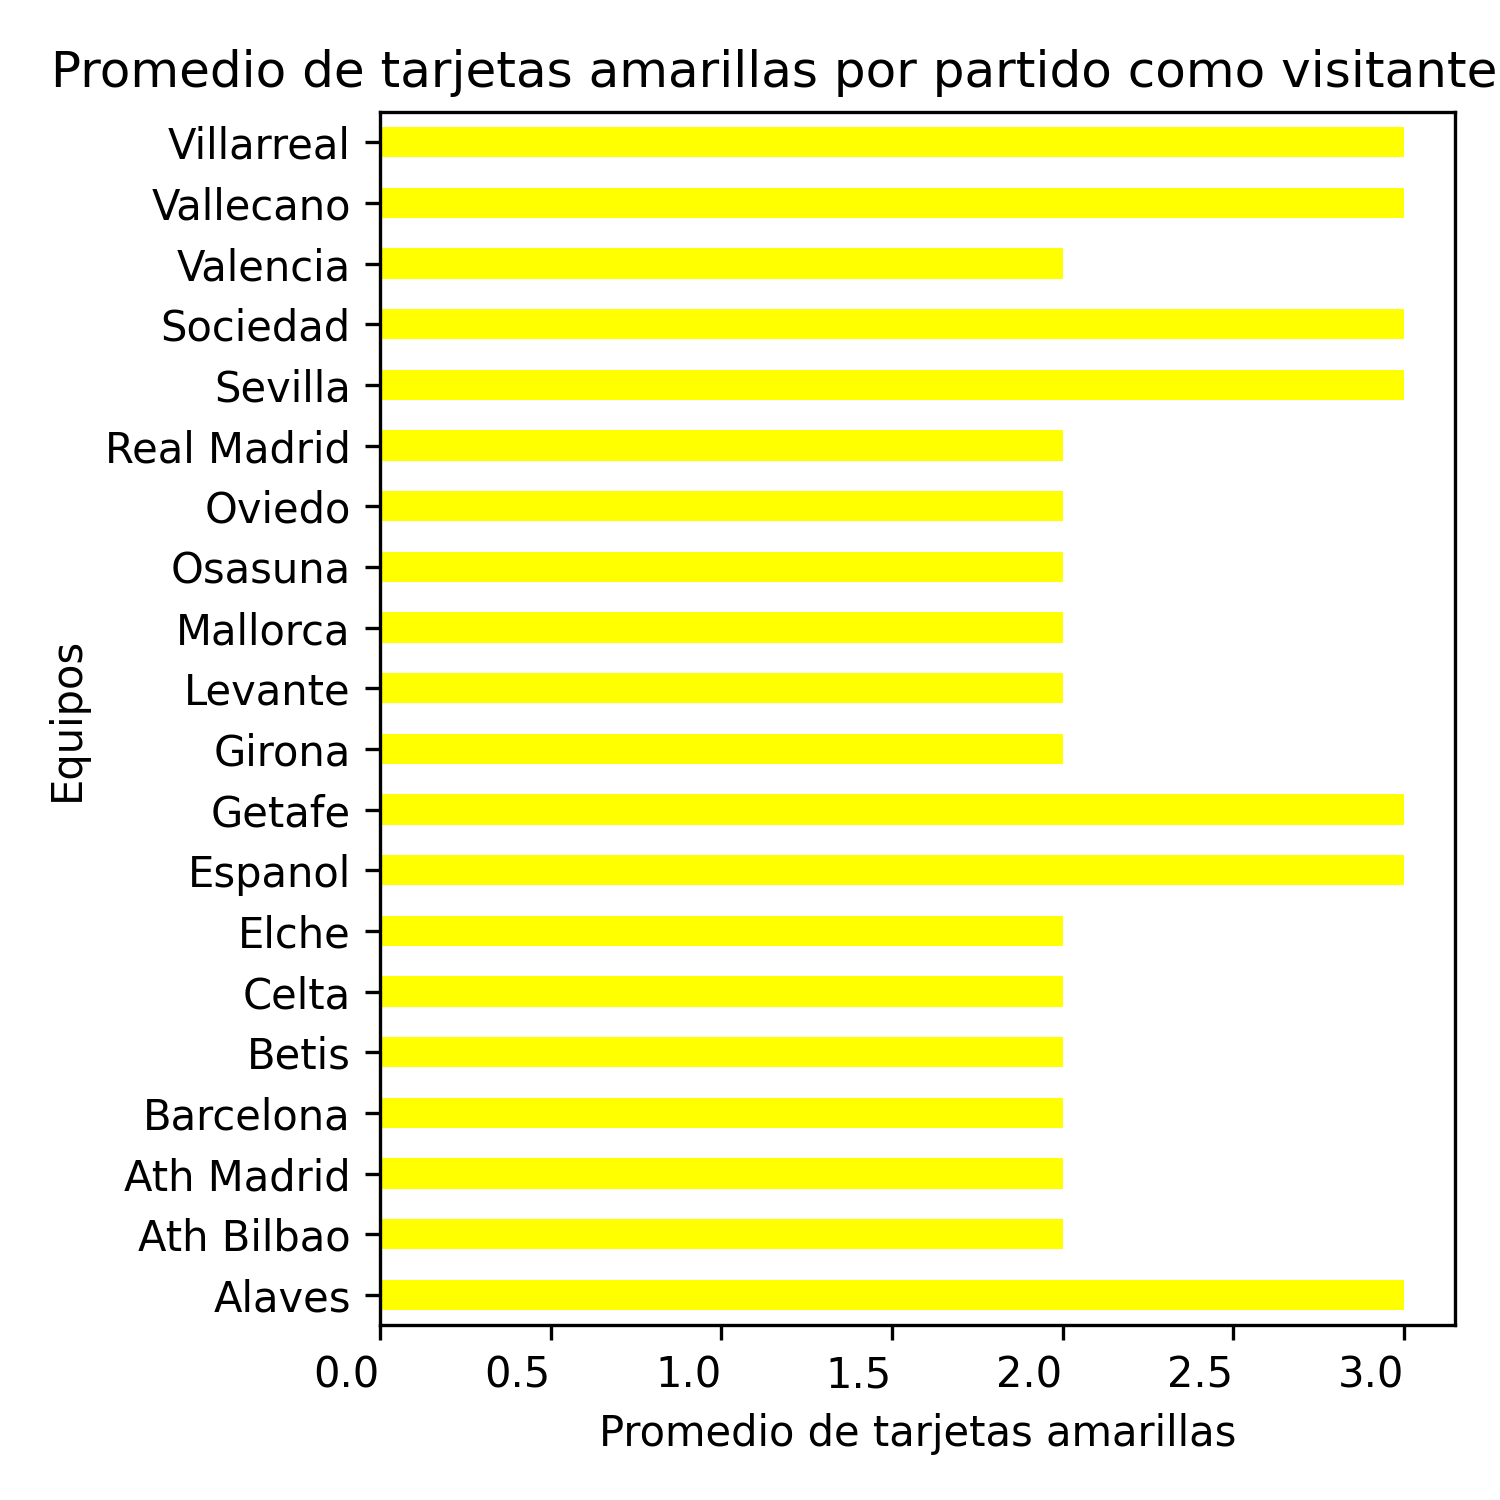 Promedio de tarjetas amarillas por partido como visitante
Villarreal
Vallecano
Valencia
Sociedad
Sevilla
Real Madrid
Oviedo
Osasuna
Mallorca
Levante
Girona
Getafe
Espanol
Elche
Celta
Betis
Barcelona
Ath Madrid
Ath Bilbao
Alaves
Equipos
0.0 0.5 1.0 1.5 2.0 2.5 3.0
Promedio de tarjetas amarillas